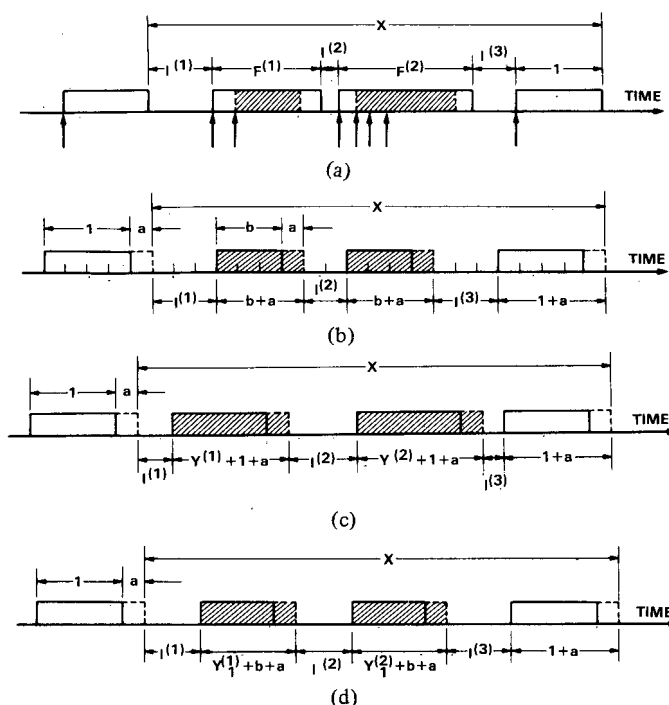 X
I(1) F(1) I(2) F(2) I(3) 1
TIME
(a)
X
1 a b a
TIME
I(1) b+a I(2) b+a I(3) 1+a
(b)
X
1 a
TIME
I(1) Y(1)+1+a I(2) Y(2)+1+a I(3) 1+a
(c)
X
1 a
TIME
I(1) Y1(1)+b+a I(2) Y1(2)+b+a I(3) 1+a
(d)